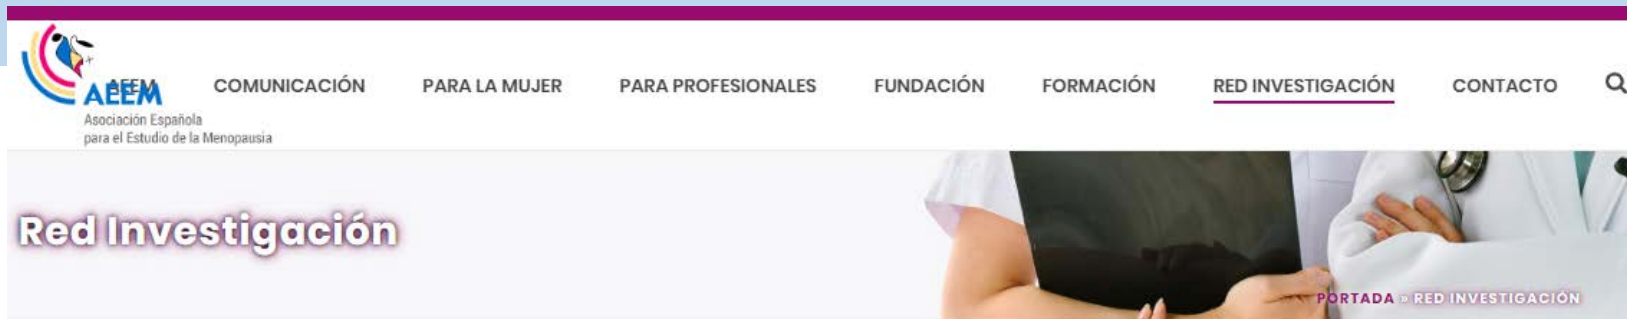 AEEM
Asociación Española
para el Estudio de la Menopausia
AEEM COMUNICACIÓN PARA LA MUJER PARA PROFESIONALES FUNDACIÓN FORMACIÓN RED INVESTIGACIÓN CONTACTO
Red Investigación
PORTADA » RED INVESTIGACIÓN